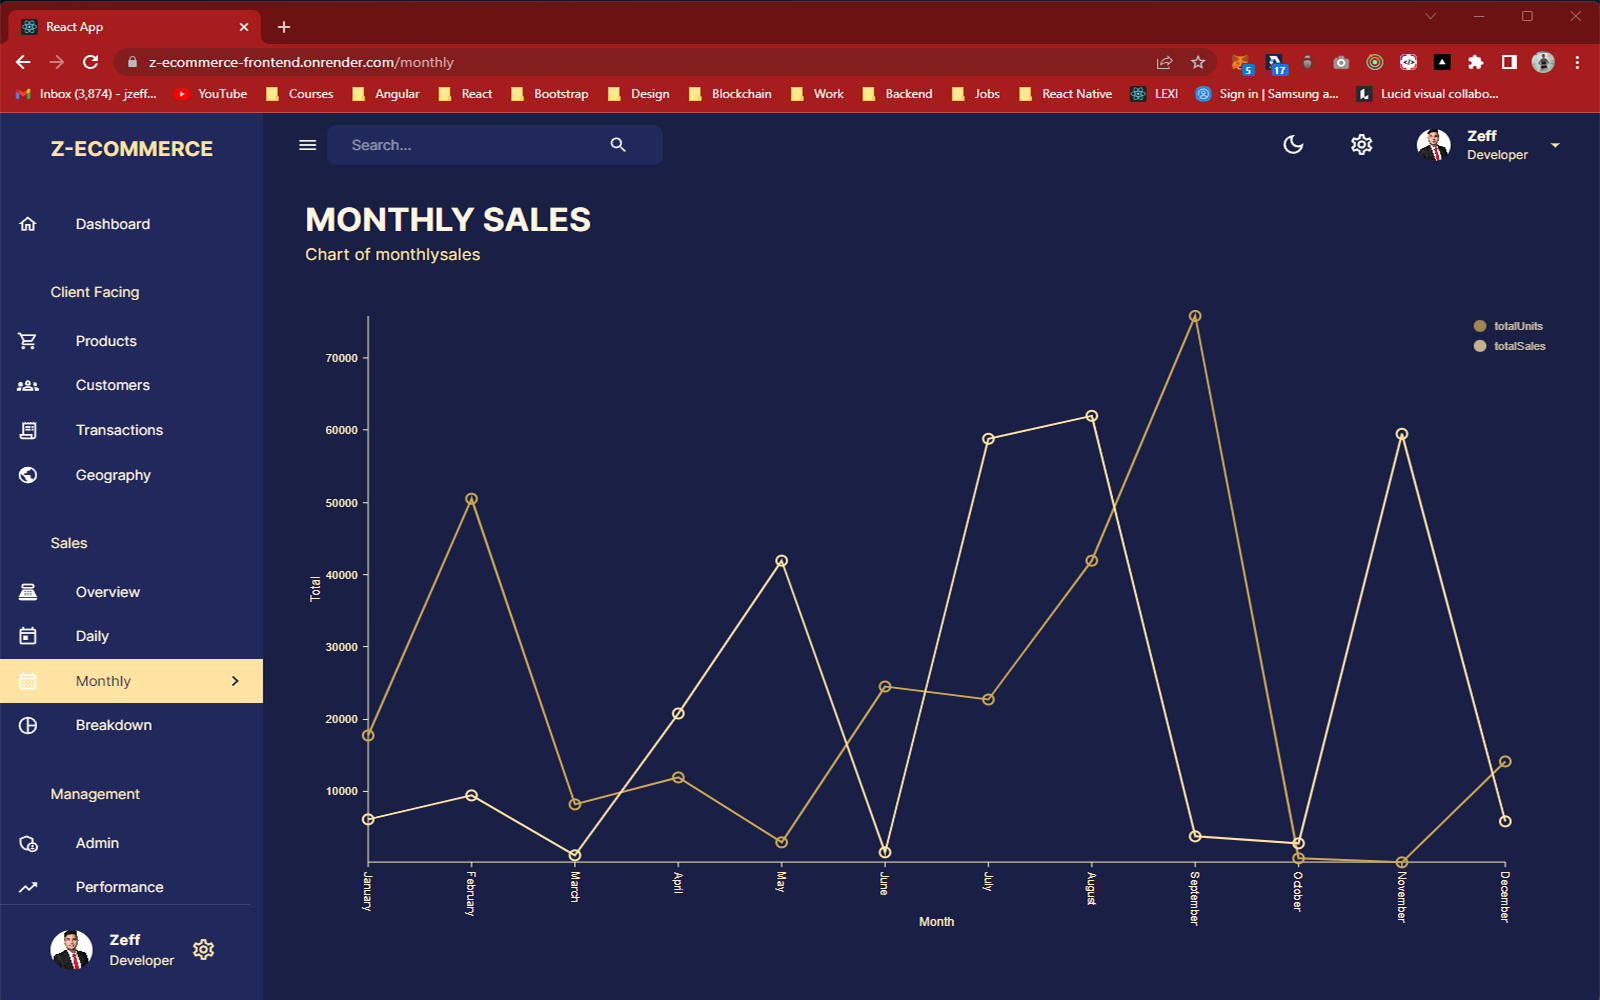 React App
z-ecommerce-frontend.onrender.com/monthly
5
17
Inbox (3,874) - jzeff...
YouTube
Courses
Angular
React
Bootstrap
Design
Blockchain
Work
Backend
Jobs
React Native
LEXI
Sign in | Samsung a...
Lucid visual collabo...
Z-ECOMMERCE
Search...
Zeff
Developer
Dashboard
Client Facing
Products
Customers
Transactions
Geography
Sales
Overview
Daily
Monthly
Breakdown
Management
Admin
Performance
Zeff
Developer
MONTHLY SALES
Chart of monthlysales
totalUnits
totalSales
70000
60000
50000
40000
30000
20000
10000
Total
January
February
March
April
May
June
July
August
September
October
November
December
Month